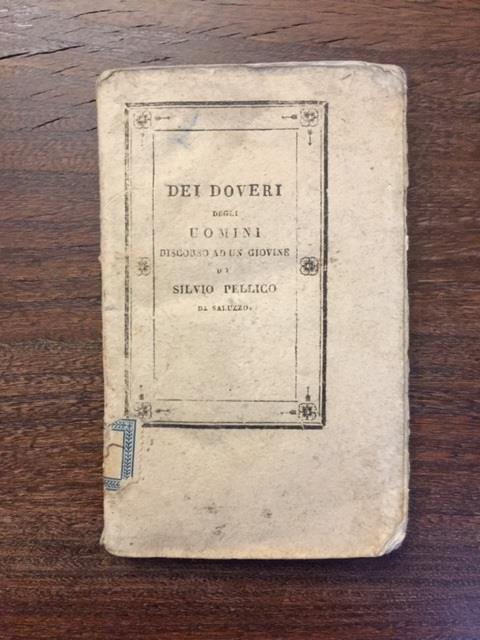 DEI DOVERI
DEGLI
UOMINI
DISCORSO AD UN GIOVINE
DI
SILVIO PELLICO
DA SALUZZO.